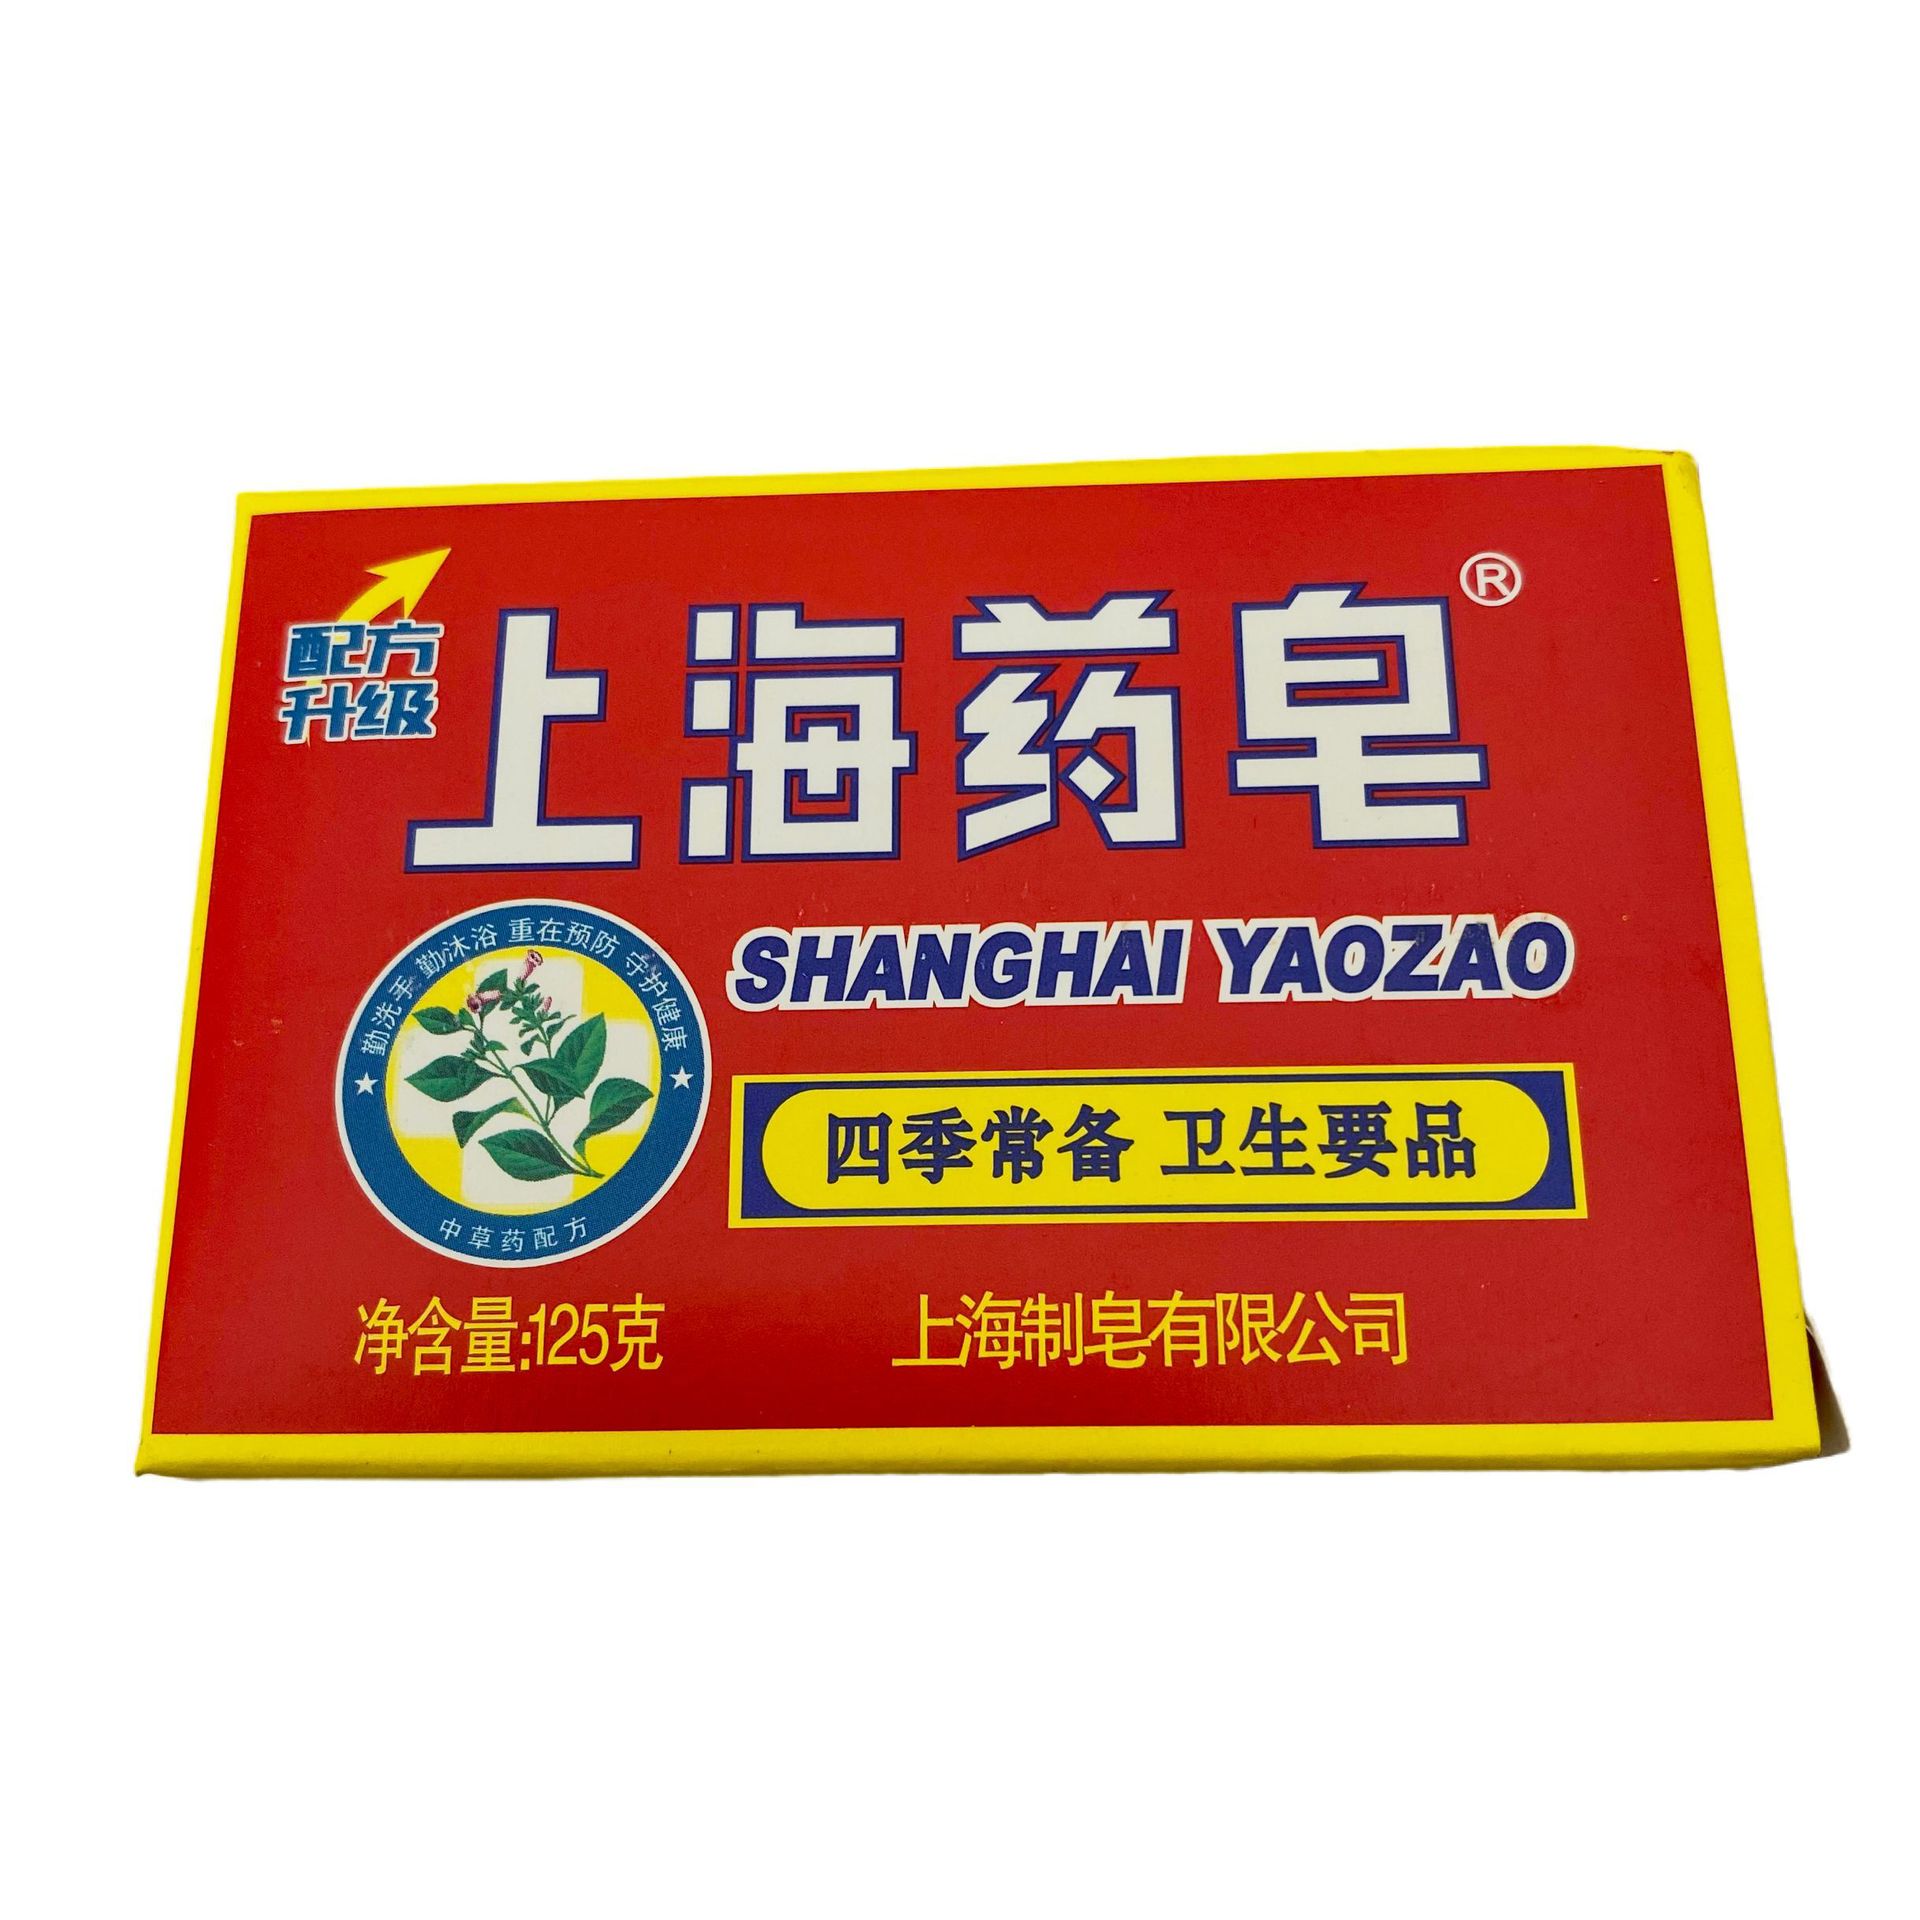 配方
升级
上海药皂®
SHANGHAI YAOZAO
勤洗手 勤沐浴 重在预防 守护健康
中草药配方
四季常备 卫生要品
净含量:125克
上海制皂有限公司